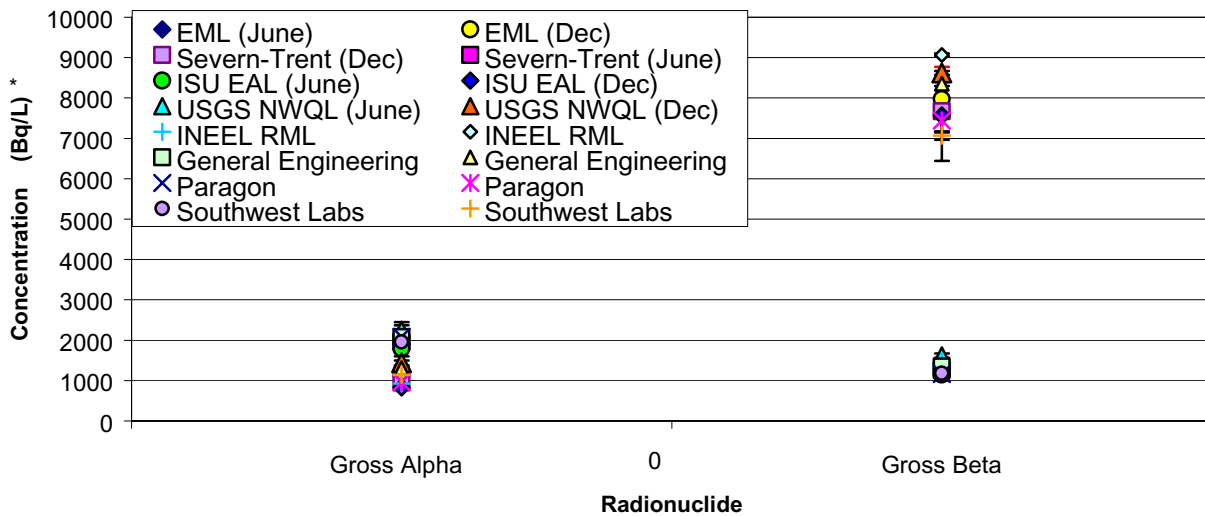 10000
9000
8000
7000
6000
5000
4000
3000
2000
1000
0
Concentration (Bq/L) *
EML (June) EML (Dec)
Severn-Trent (Dec) Severn-Trent (June)
ISU EAL (June) ISU EAL (Dec)
USGS NWQL (June) USGS NWQL (Dec)
INEEL RML INEEL RML
General Engineering General Engineering
Paragon Paragon
Southwest Labs Southwest Labs
Gross Alpha 0 Gross Beta
Radionuclide